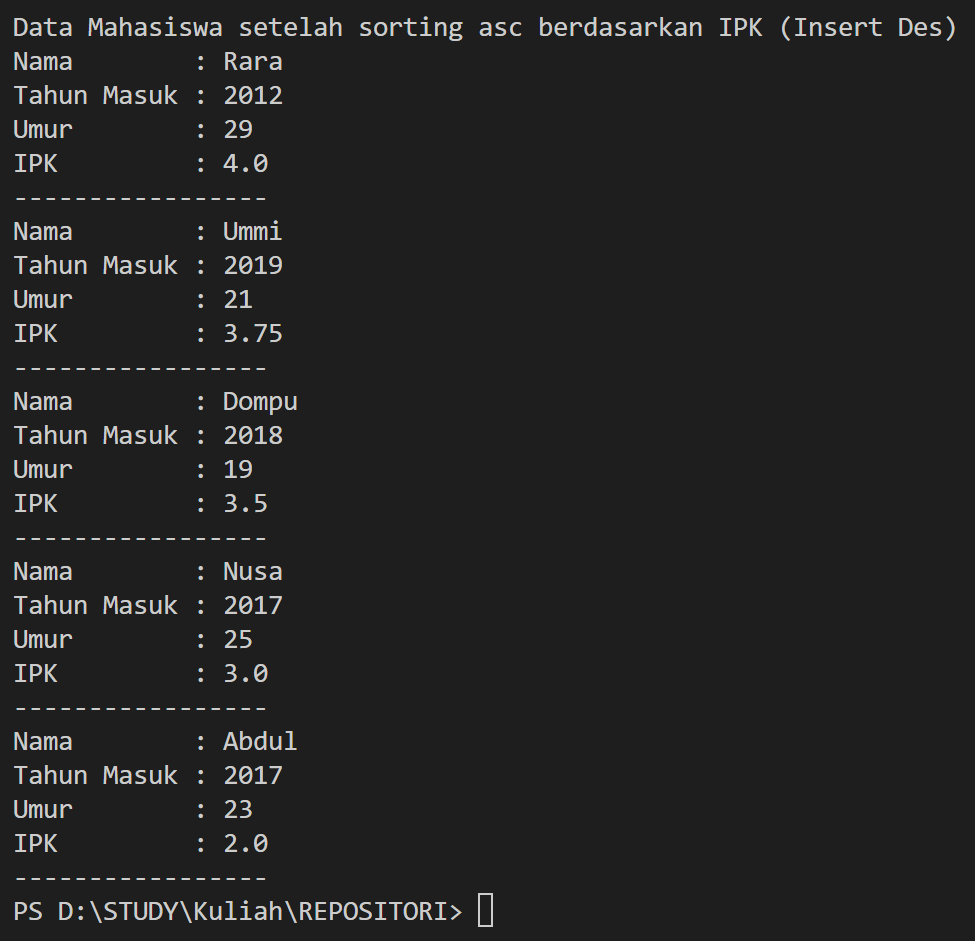 Data Mahasiswa setelah sorting asc berdasarkan IPK (Insert Des)
Nama        : Rara
Tahun Masuk : 2012
Umur        : 29
IPK         : 4.0
-----------------
Nama        : Ummi
Tahun Masuk : 2019
Umur        : 21
IPK         : 3.75
-----------------
Nama        : Dompu
Tahun Masuk : 2018
Umur        : 19
IPK         : 3.5
-----------------
Nama        : Nusa
Tahun Masuk : 2017
Umur        : 25
IPK         : 3.0
-----------------
Nama        : Abdul
Tahun Masuk : 2017
Umur        : 23
IPK         : 2.0
-----------------
PS D:\STUDY\Kuliah\REPOSITORI>